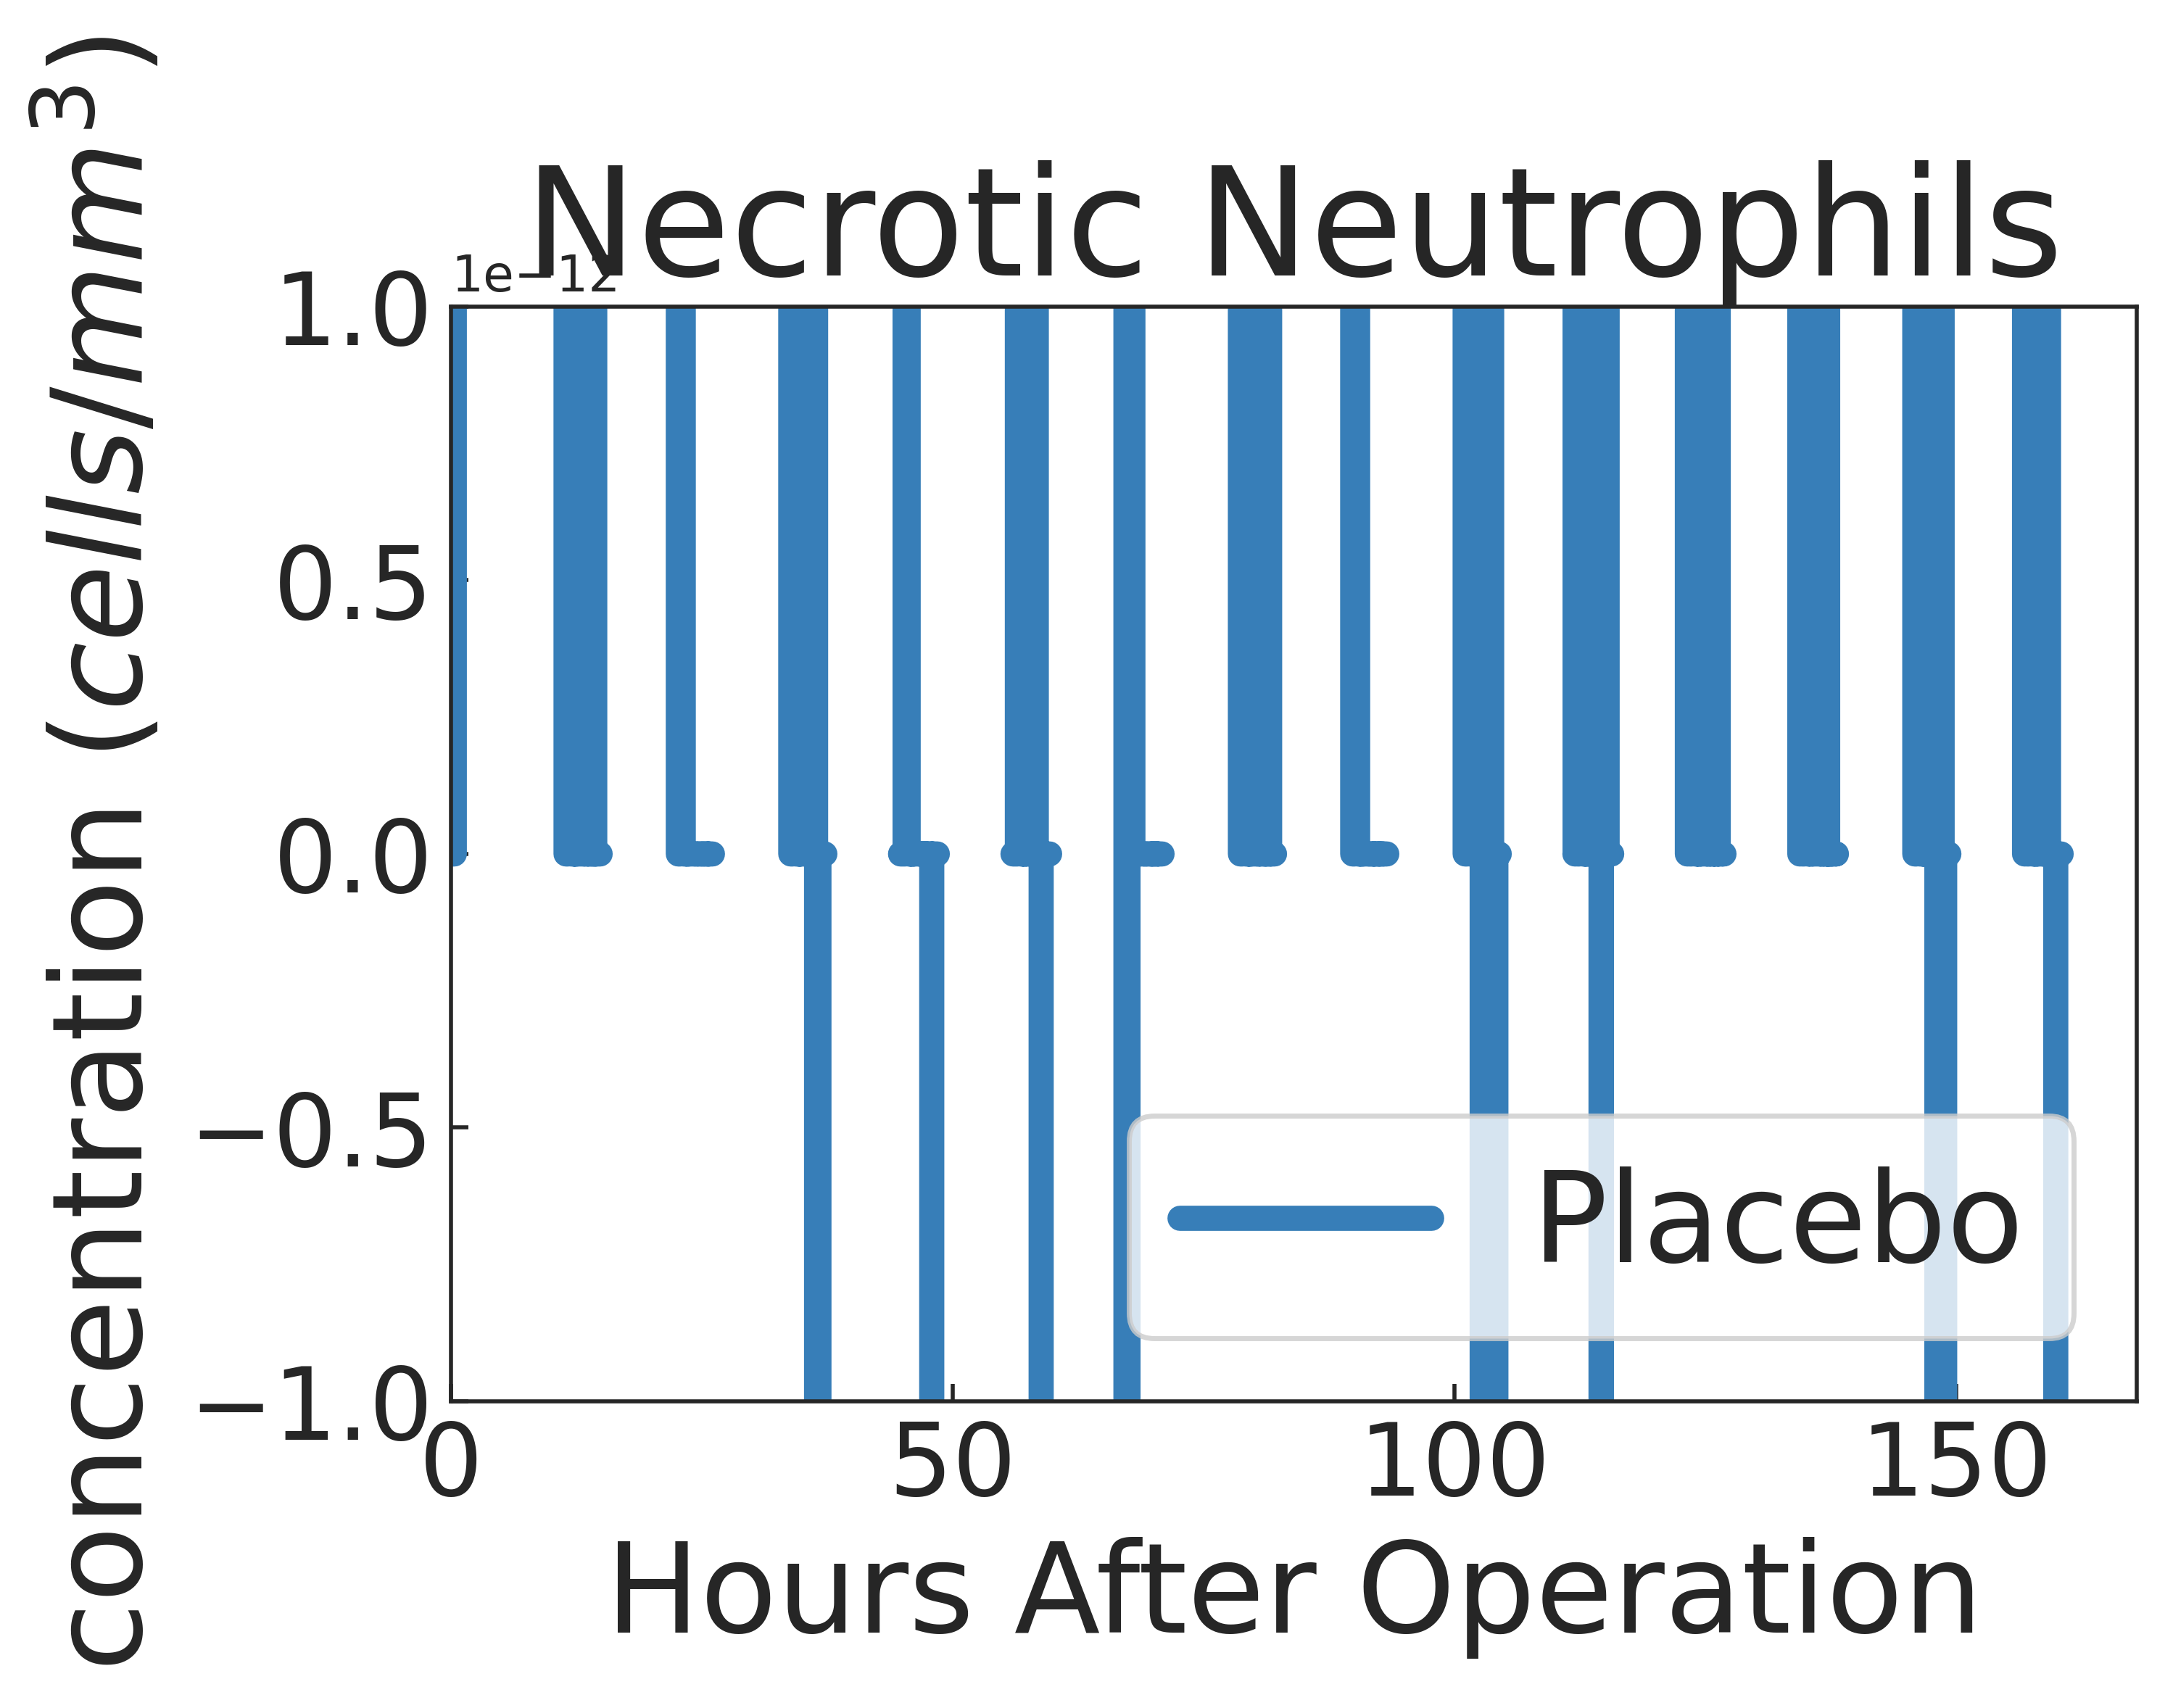 Necrotic Neutrophils
1e−12
concentration (cells/mm³)
1.0
0.5
0.0
−0.5
−1.0
Placebo
0 50 100 150
Hours After Operation